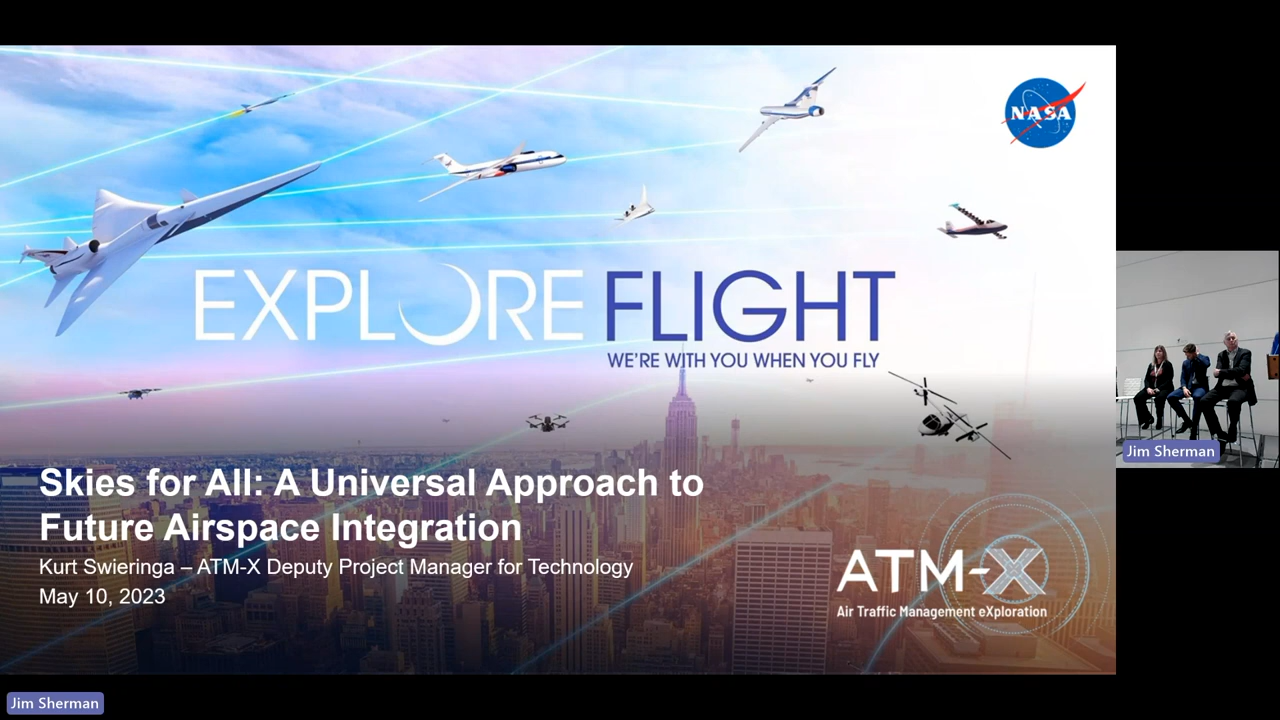 NASA
EXPLORE FLIGHT
WE'RE WITH YOU WHEN YOU FLY
Skies for All: A Universal Approach to
Future Airspace Integration
Kurt Swieringa – ATM-X Deputy Project Manager for Technology
May 10, 2023
ATM-X
Air Traffic Management eXploration
Jim Sherman
Jim Sherman